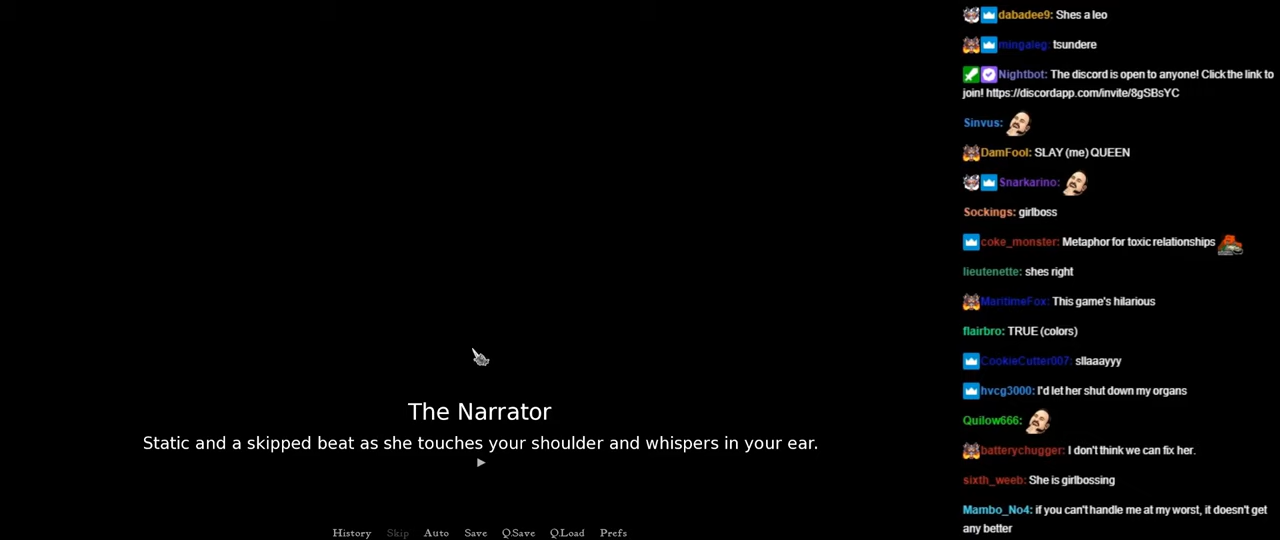 The Narrator
Static and a skipped beat as she touches your shoulder and whispers in your ear.
History Skip Auto Save Q.Save Q.Load Prefs
dabadee9: Shes a leo
mingaleg: tsundere
Nightbot: The discord is open to anyone! Click the link to
join! https://discordapp.com/invite/8gSBsYC
Sinvus:
DamFool: SLAY (me) QUEEN
Snarkarino:
Sockings: girlboss
coke_monster: Metaphor for toxic relationships
lieutenette: shes right
MaritimeFox: This game's hilarious
flairbro: TRUE (colors)
CookieCutter007: sllaaayyy
hvcg3000: I'd let her shut down my organs
Quilow666:
batterychugger: I don't think we can fix her.
sixth_weeb: She is girlbossing
Mambo_No4: if you can't handle me at my worst, it doesn't get
any better